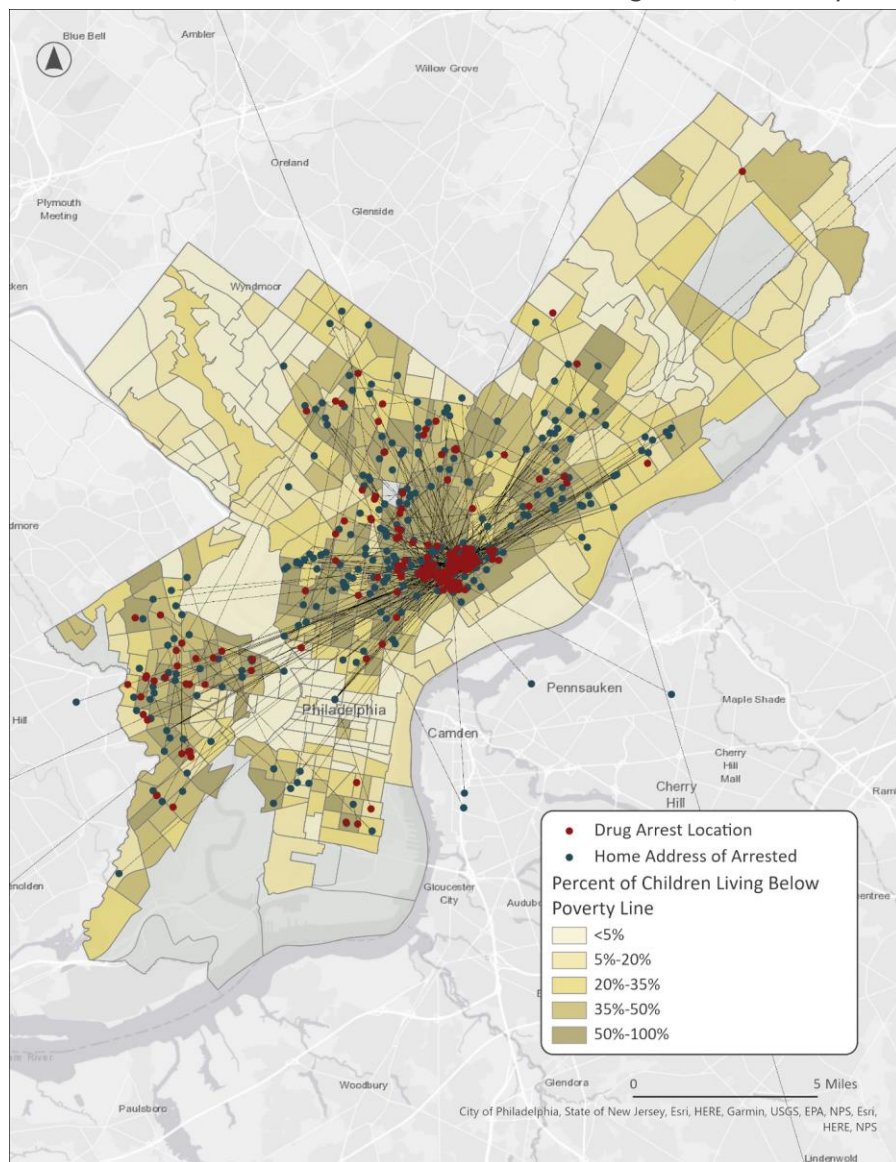 Blue Bell
Ambler
Willow Grove
Oreland
Plymouth
Meeting
Glenside
Wyndmoor
Philadelphia
Pennsauken
Camden
Maple Shade
Cherry
Hill
Mall
Cherry
Hill
Hill
Gloucester
City
Drug Arrest Location
Home Address of Arrested
Percent of Children Living Below
Poverty Line
<5%
5%-20%
20%-35%
35%-50%
50%-100%
Woodbury
Glendora
Paulsboro
River
0 5 Miles
City of Philadelphia, State of New Jersey, Esri, HERE, Garmin, USGS, EPA, NPS, Esri,
HERE, NPS
Lindenwold